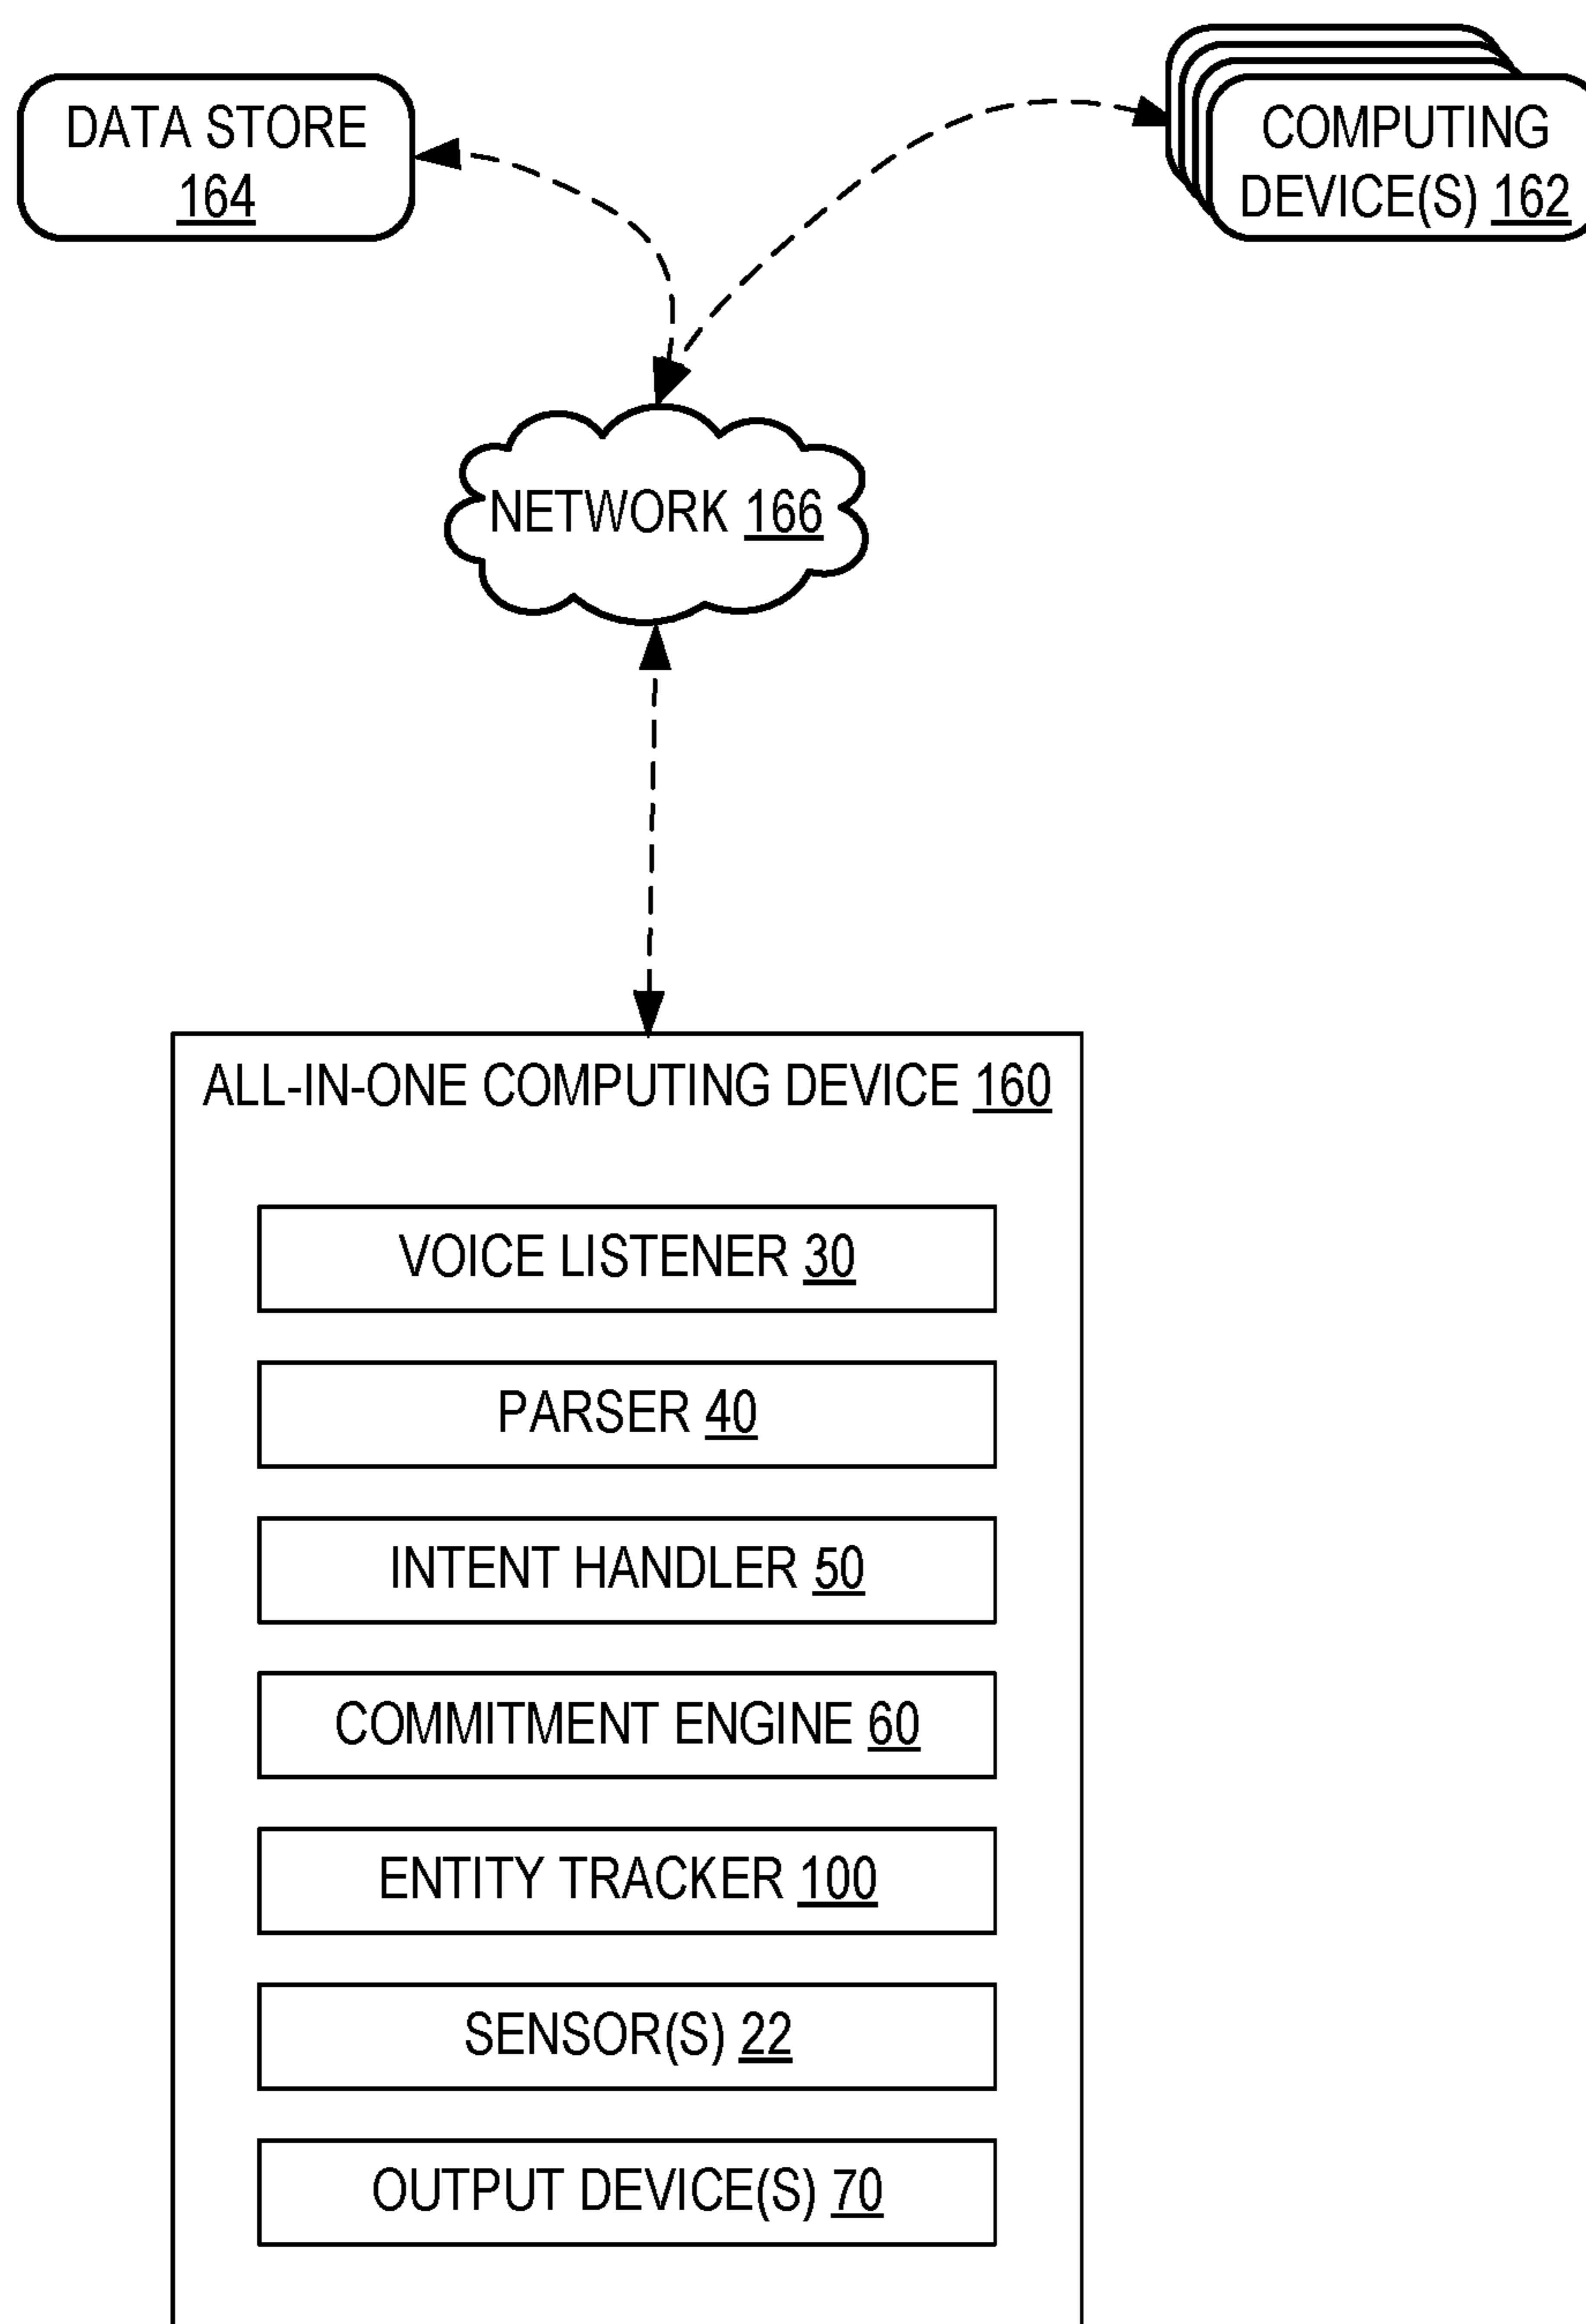 DATA STORE
164
COMPUTING
DEVICE(S) 162
NETWORK 166
ALL-IN-ONE COMPUTING DEVICE 160
VOICE LISTENER 30
PARSER 40
INTENT HANDLER 50
COMMITMENT ENGINE 60
ENTITY TRACKER 100
SENSOR(S) 22
OUTPUT DEVICE(S) 70